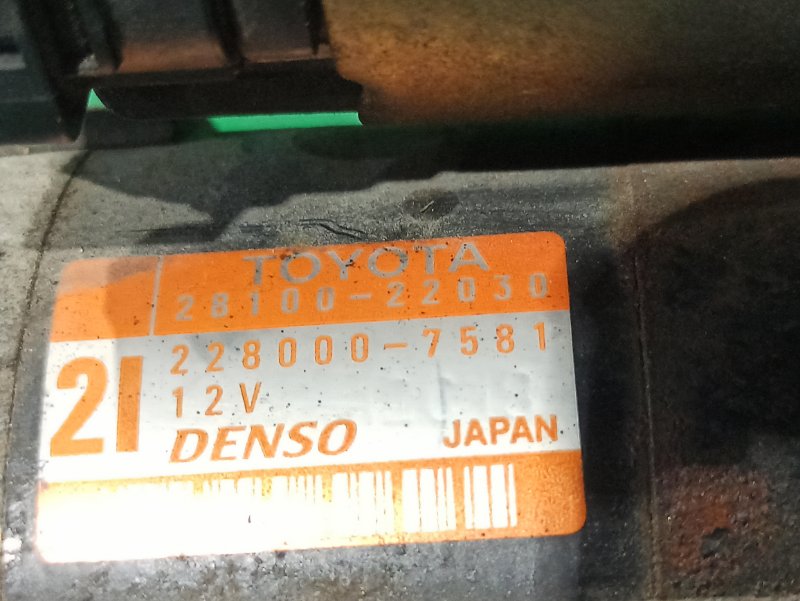 TOYOTA
28100-22030
228000-7581
21
12V
DENSO JAPAN